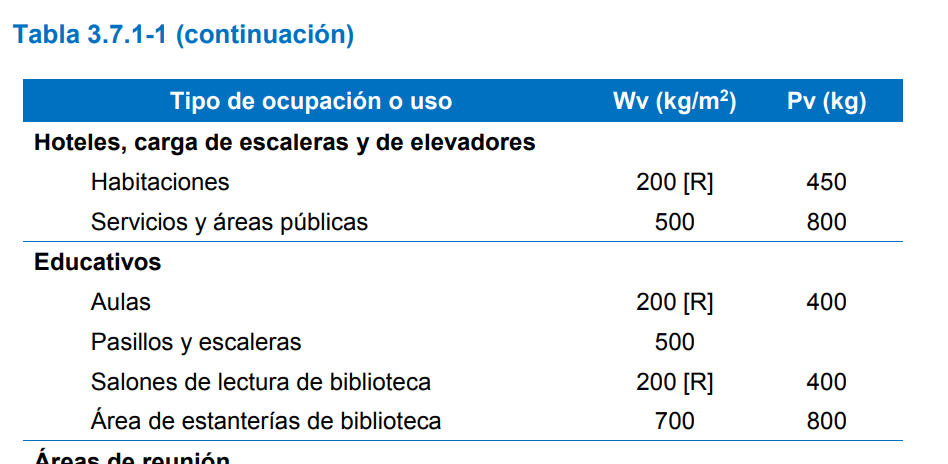 Tabla 3.7.1-1 (continuación)
Tipo de ocupación o uso Wv (kg/m²) Pv (kg)
Hoteles, carga de escaleras y de elevadores
Habitaciones 200 [R] 450
Servicios y áreas públicas 500 800
Educativos
Aulas 200 [R] 400
Pasillos y escaleras 500
Salones de lectura de biblioteca 200 [R] 400
Área de estanterías de biblioteca 700 800
Áreas de reunión